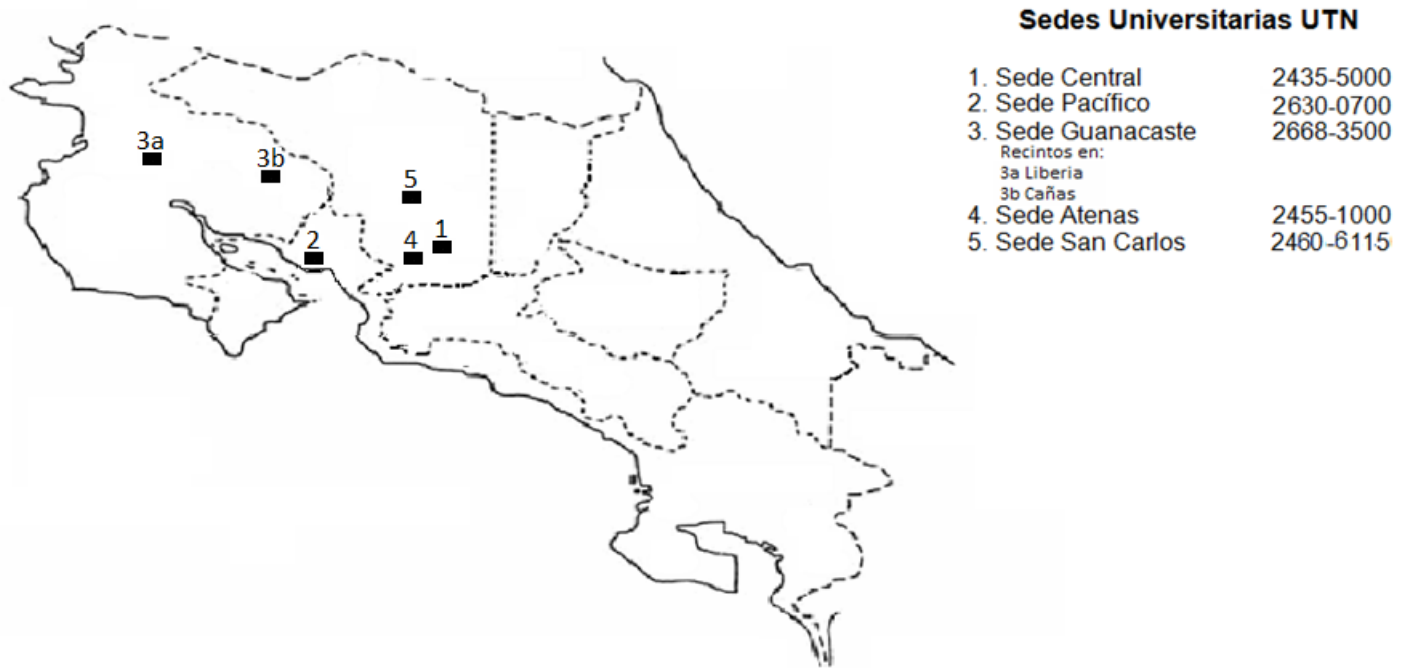 Sedes Universitarias UTN
1. Sede Central 2435-5000
2. Sede Pacífico 2630-0700
3. Sede Guanacaste 2668-3500
Recintos en:
3a Liberia
3b Cañas
4. Sede Atenas 2455-1000
5. Sede San Carlos 2460-6115
3a
3b
5
1
2
4